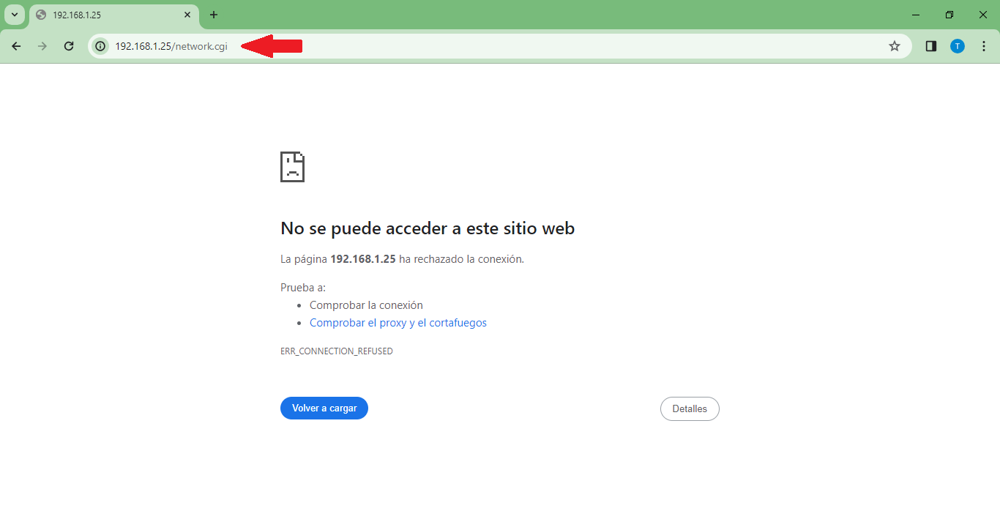 192.168.1.25
192.168.1.25/network.cgi
T
No se puede acceder a este sitio web
La página 192.168.1.25 ha rechazado la conexión.
Prueba a:
Comprobar la conexión
Comprobar el proxy y el cortafuegos
ERR_CONNECTION_REFUSED
Volver a cargar
Detalles